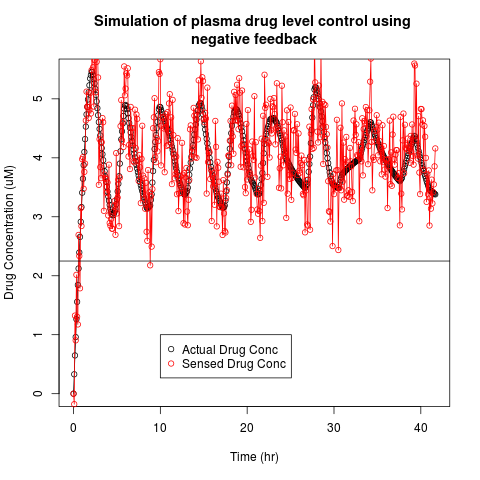 Simulation of plasma drug level control using
negative feedback
Drug Concentration (uM)
5
4
3
2
1
0
Actual Drug Conc
Sensed Drug Conc
0
10
20
30
40
Time (hr)